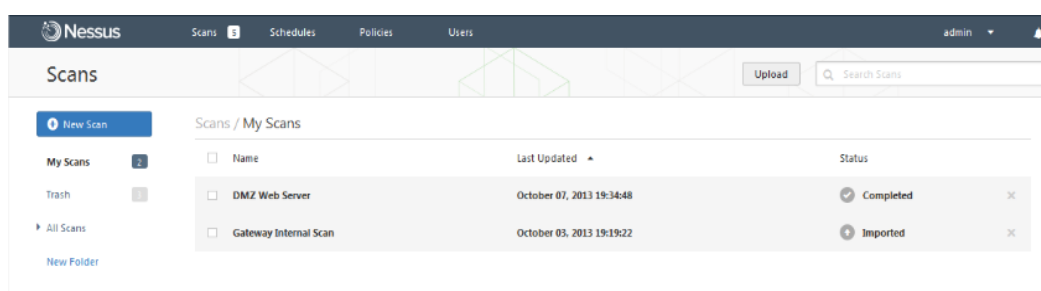 Nessus
Scans 5 Schedules Policies Users admin
Scans
Upload Search Scans
New Scan
Scans / My Scans
My Scans 2
Name Last Updated Status
Trash
DMZ Web Server October 07, 2013 19:34:48 Completed
All Scans
Gateway Internal Scan October 03, 2013 19:19:22 Imported
New Folder